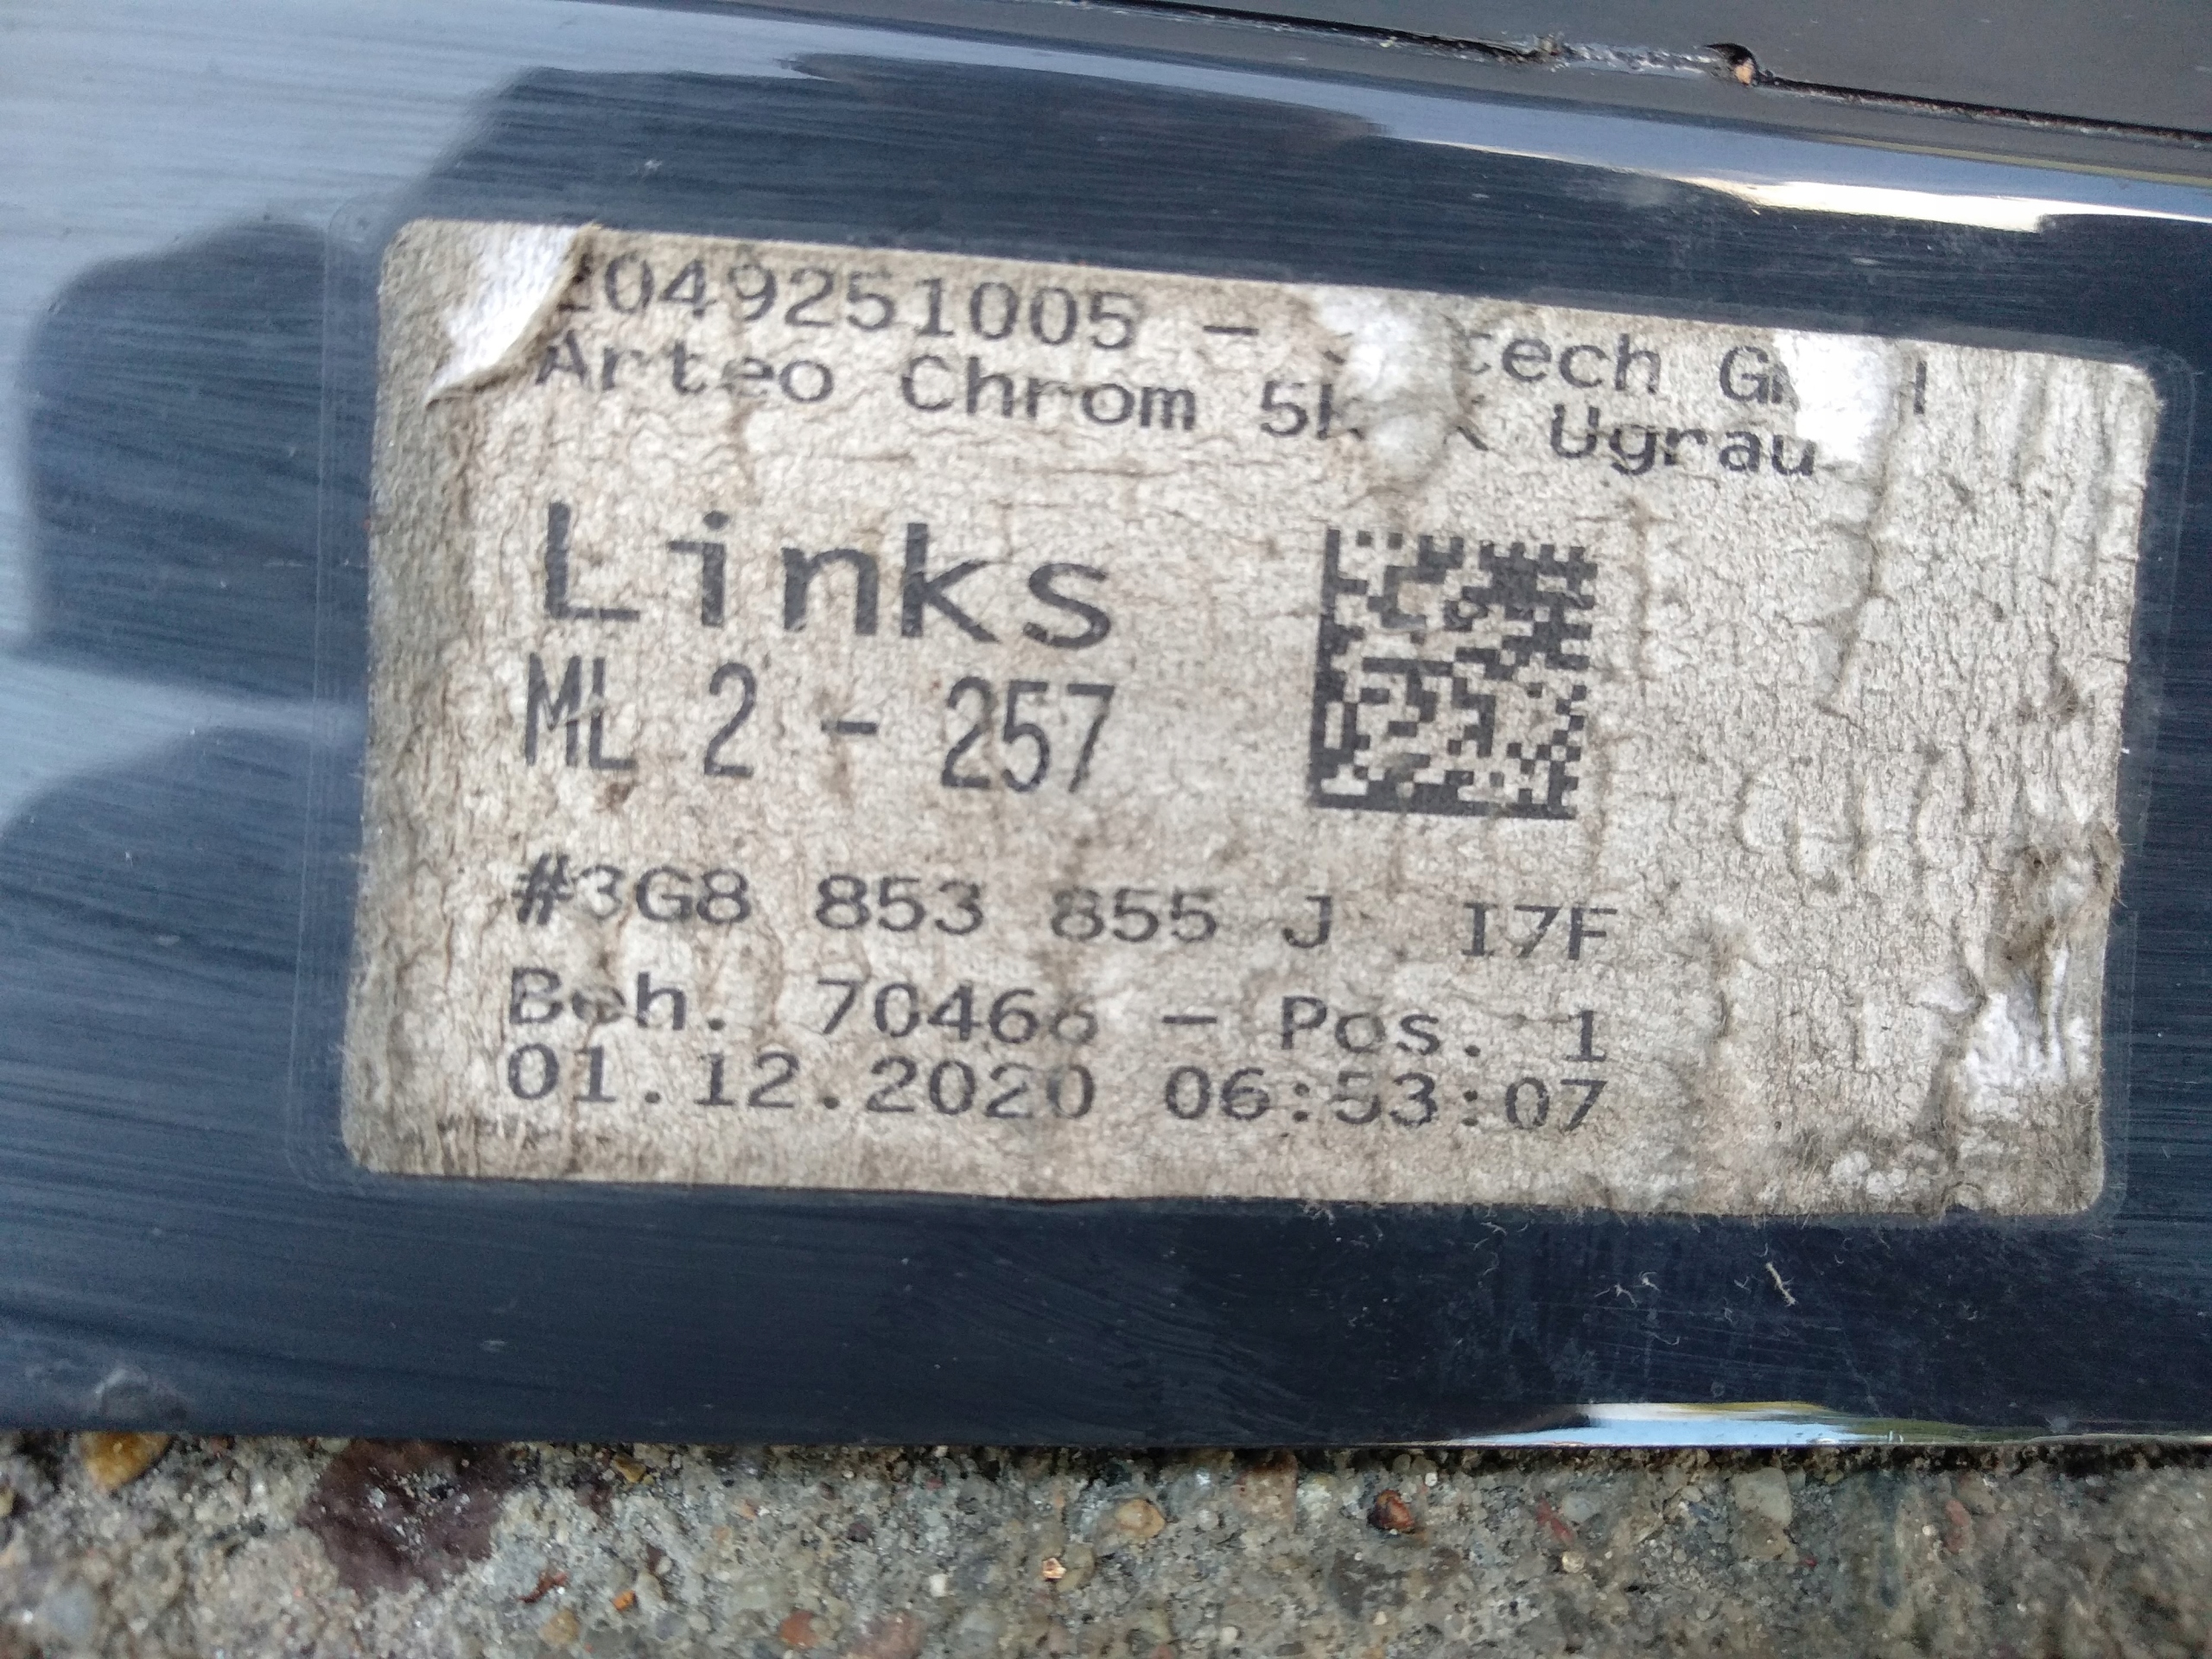 Arteo Chrom Ugrau
Links
ML 2 - 257
#3G8 853 855 J I7F
Beh. 70466 - Pos. 1
01.12.2020 06:53:07